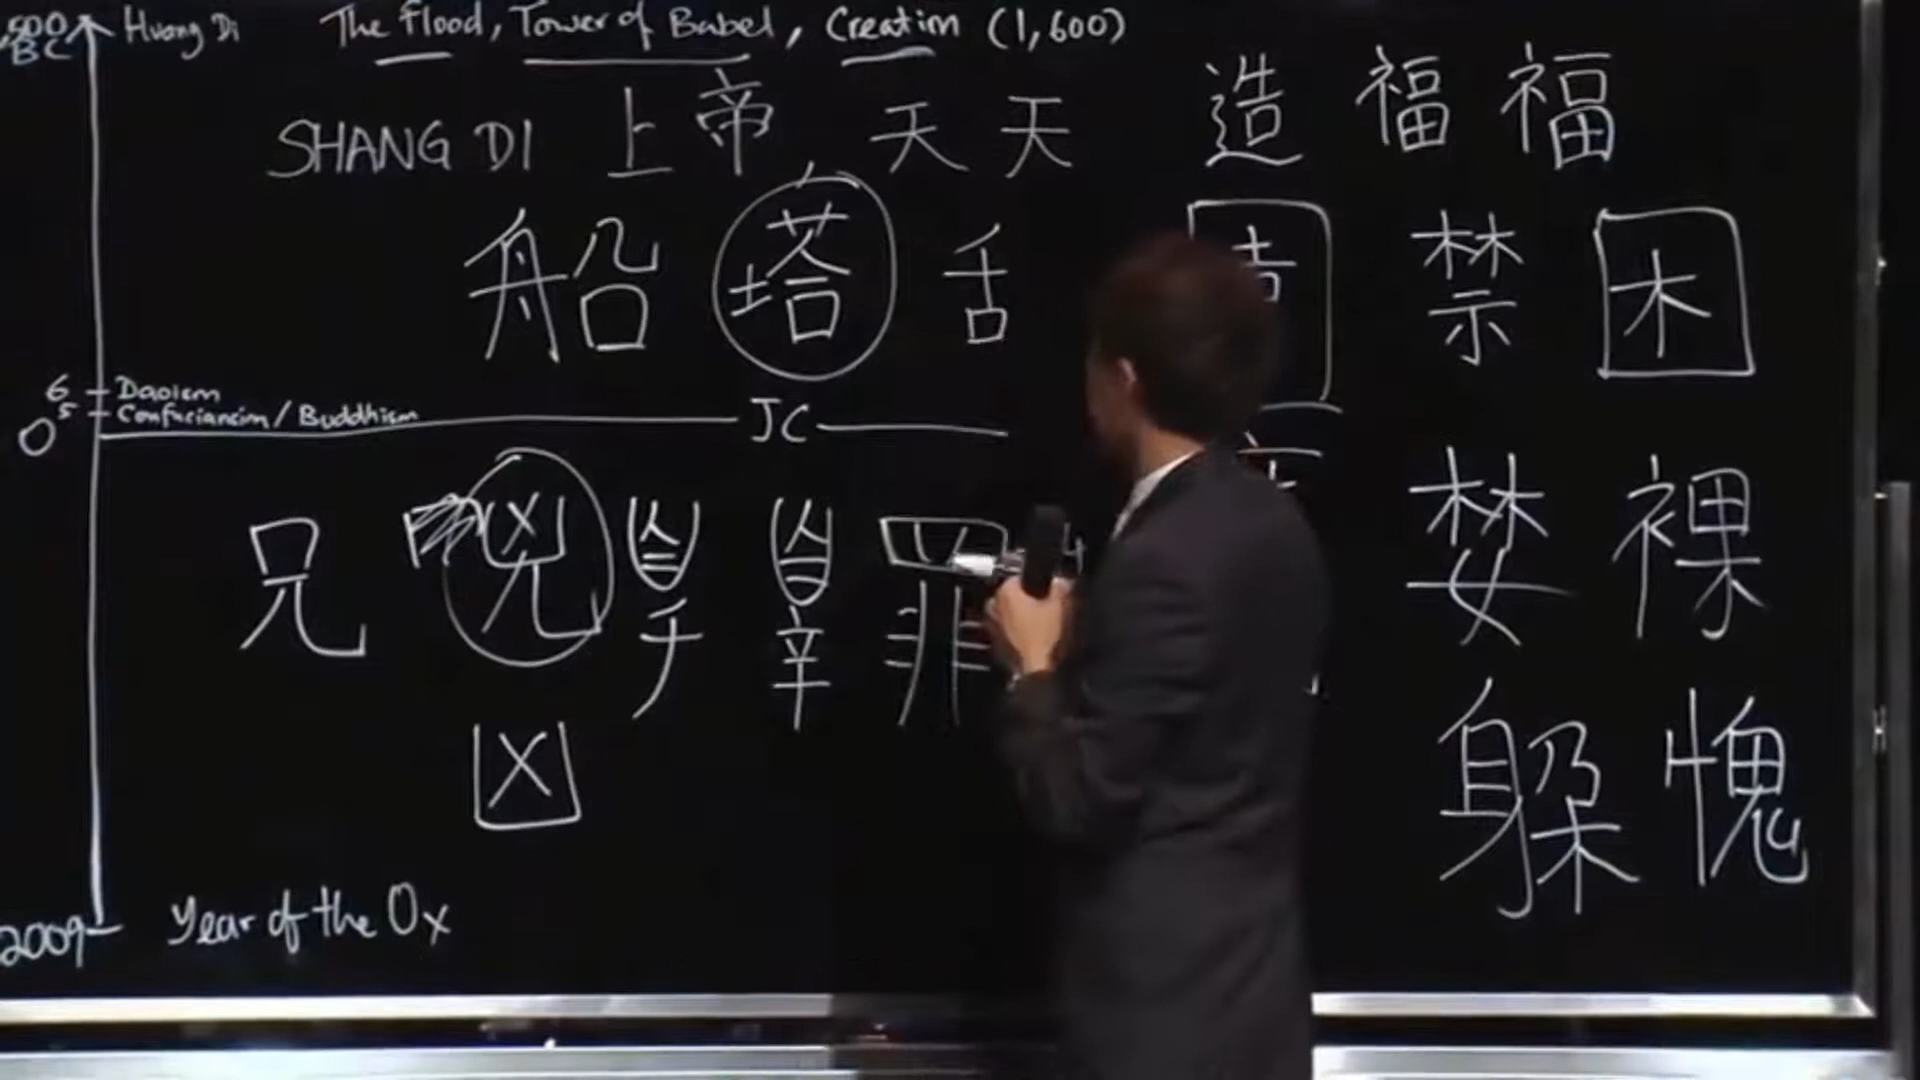 500 BC Huang Di The Flood, Tower of Babel, Creation (1,600)
SHANG DI 上帝 天 天 造 福 福
船 塔 舌 禁 困
6 Daoism
5 Confucianism / Buddhism
0 JC
兄 兇 罪 婪 裸
凶 躲 愧
2009 Year of the Ox